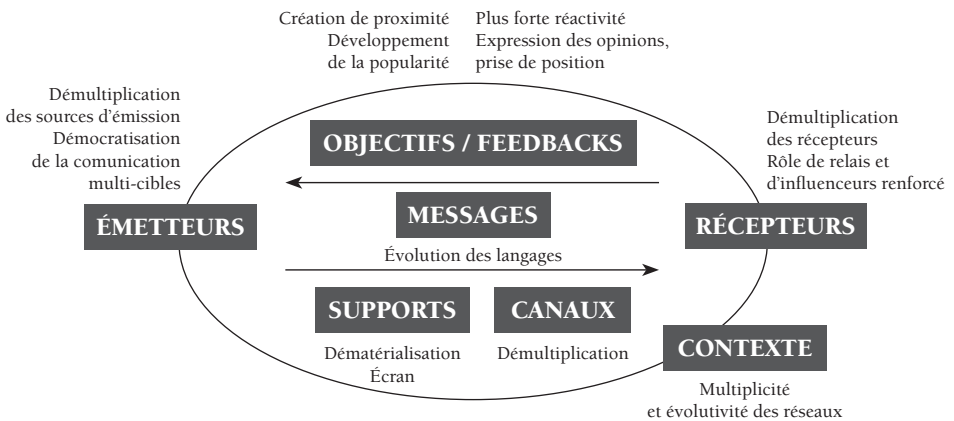 Création de proximité
Développement
de la popularité
Plus forte réactivité
Expression des opinions,
prise de position
Démultiplication
des sources d'émission
Démocratisation
de la comunication
multi-cibles
Démultiplication
des récepteurs
Rôle de relais et
d'influenceurs renforcé
OBJECTIFS / FEEDBACKS
MESSAGES
ÉMETTEURS
RÉCEPTEURS
Évolution des langages
SUPPORTS
CANAUX
Dématérialisation
Écran
Démultiplication
CONTEXTE
Multiplicité
et évolutivité des réseaux